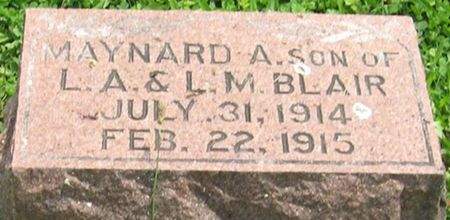 MAYNARD A. SON OF
L. A. & L. M. BLAIR
JULY 31, 1914
FEB. 22, 1915